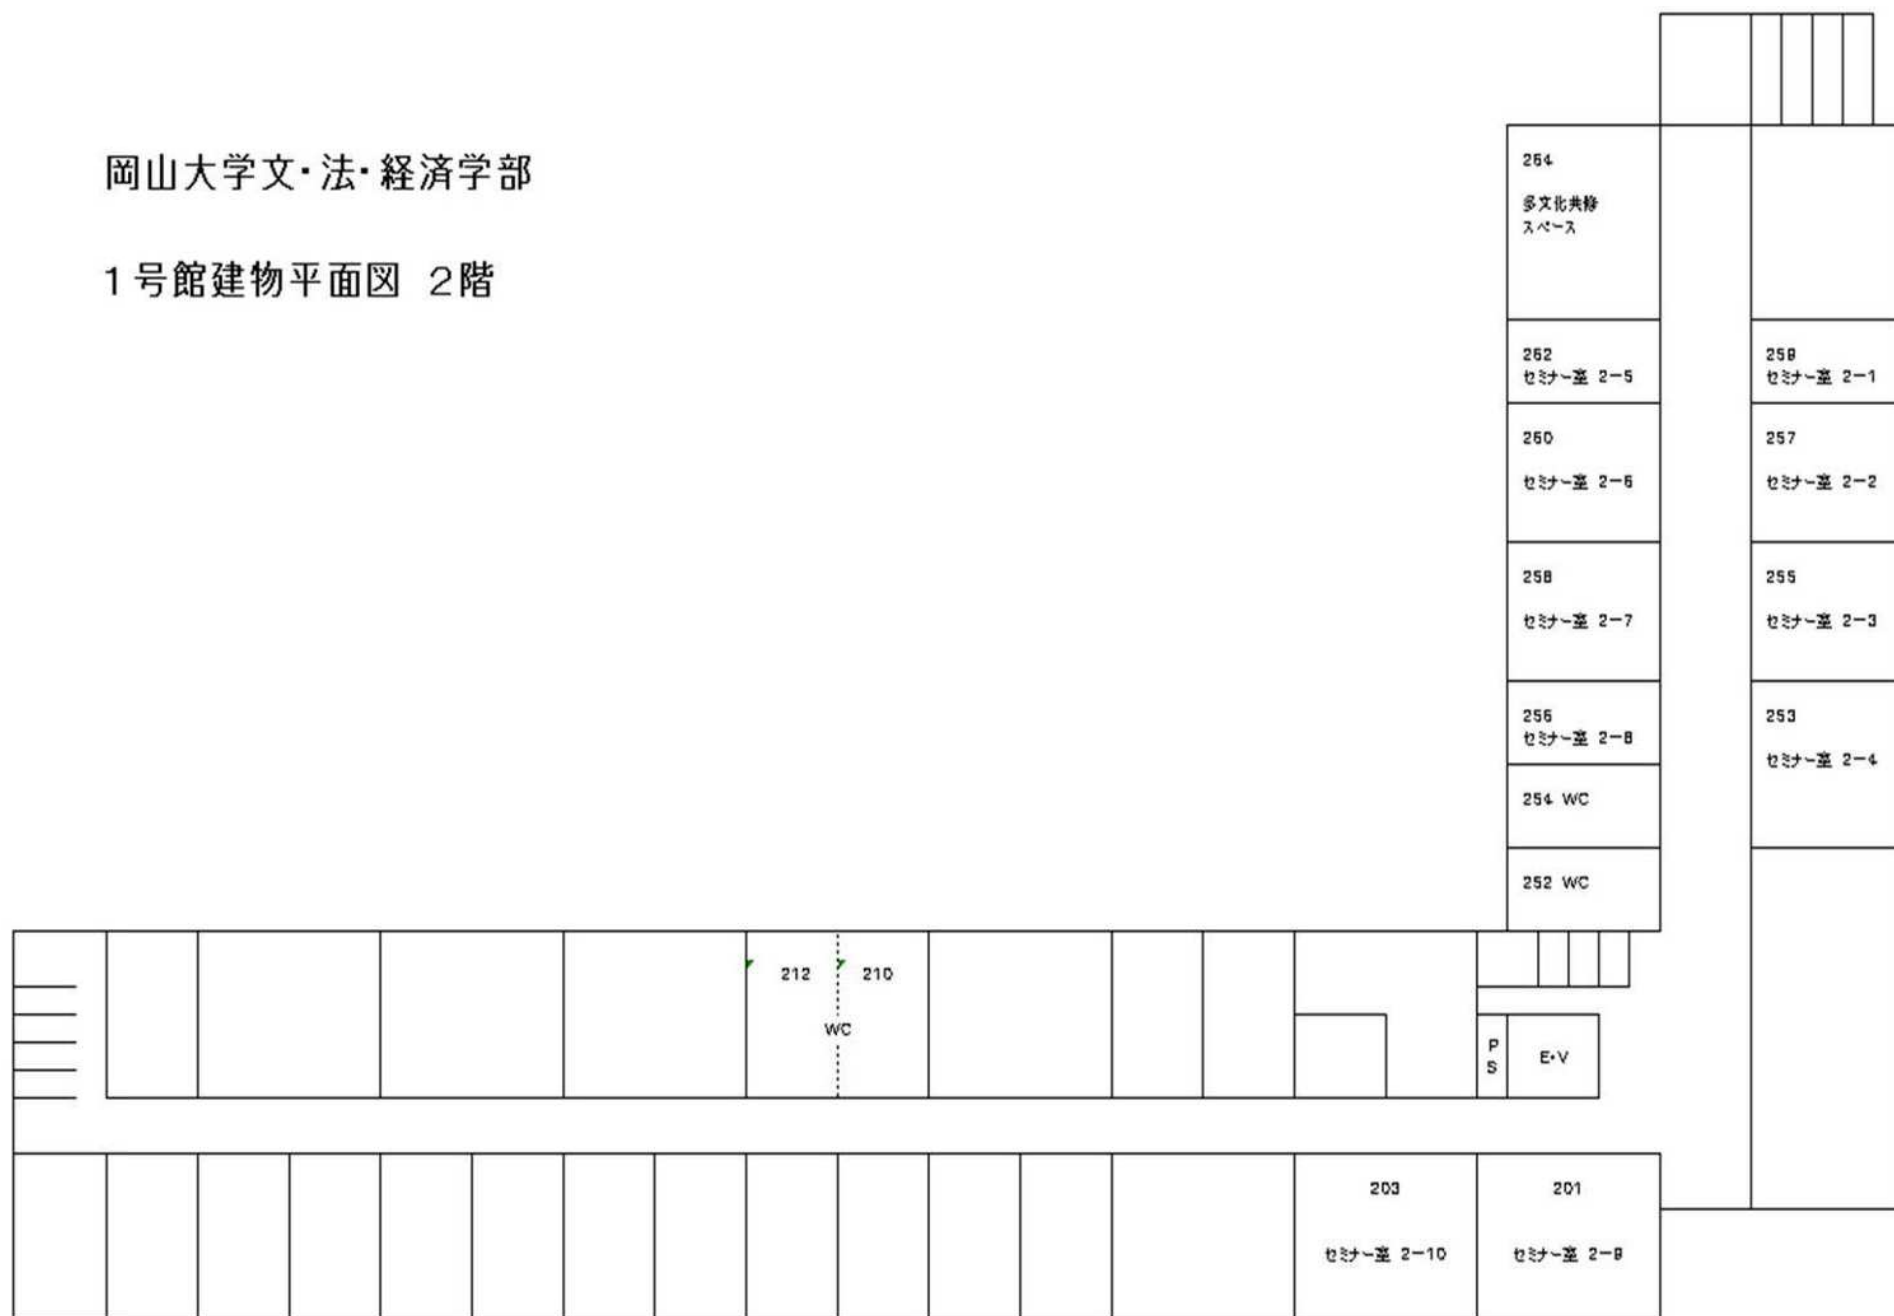 岡山大学文・法・経済学部
1号館建物平面図 2階
264
多文化共修
スペース
262
セミナー室 2-5
259
セミナー室 2-1
260
セミナー室 2-6
257
セミナー室 2-2
258
セミナー室 2-7
255
セミナー室 2-3
256
セミナー室 2-8
253
セミナー室 2-4
254 WC
252 WC
212
210
WC
PS
E・V
203
セミナー室 2-10
201
セミナー室 2-9